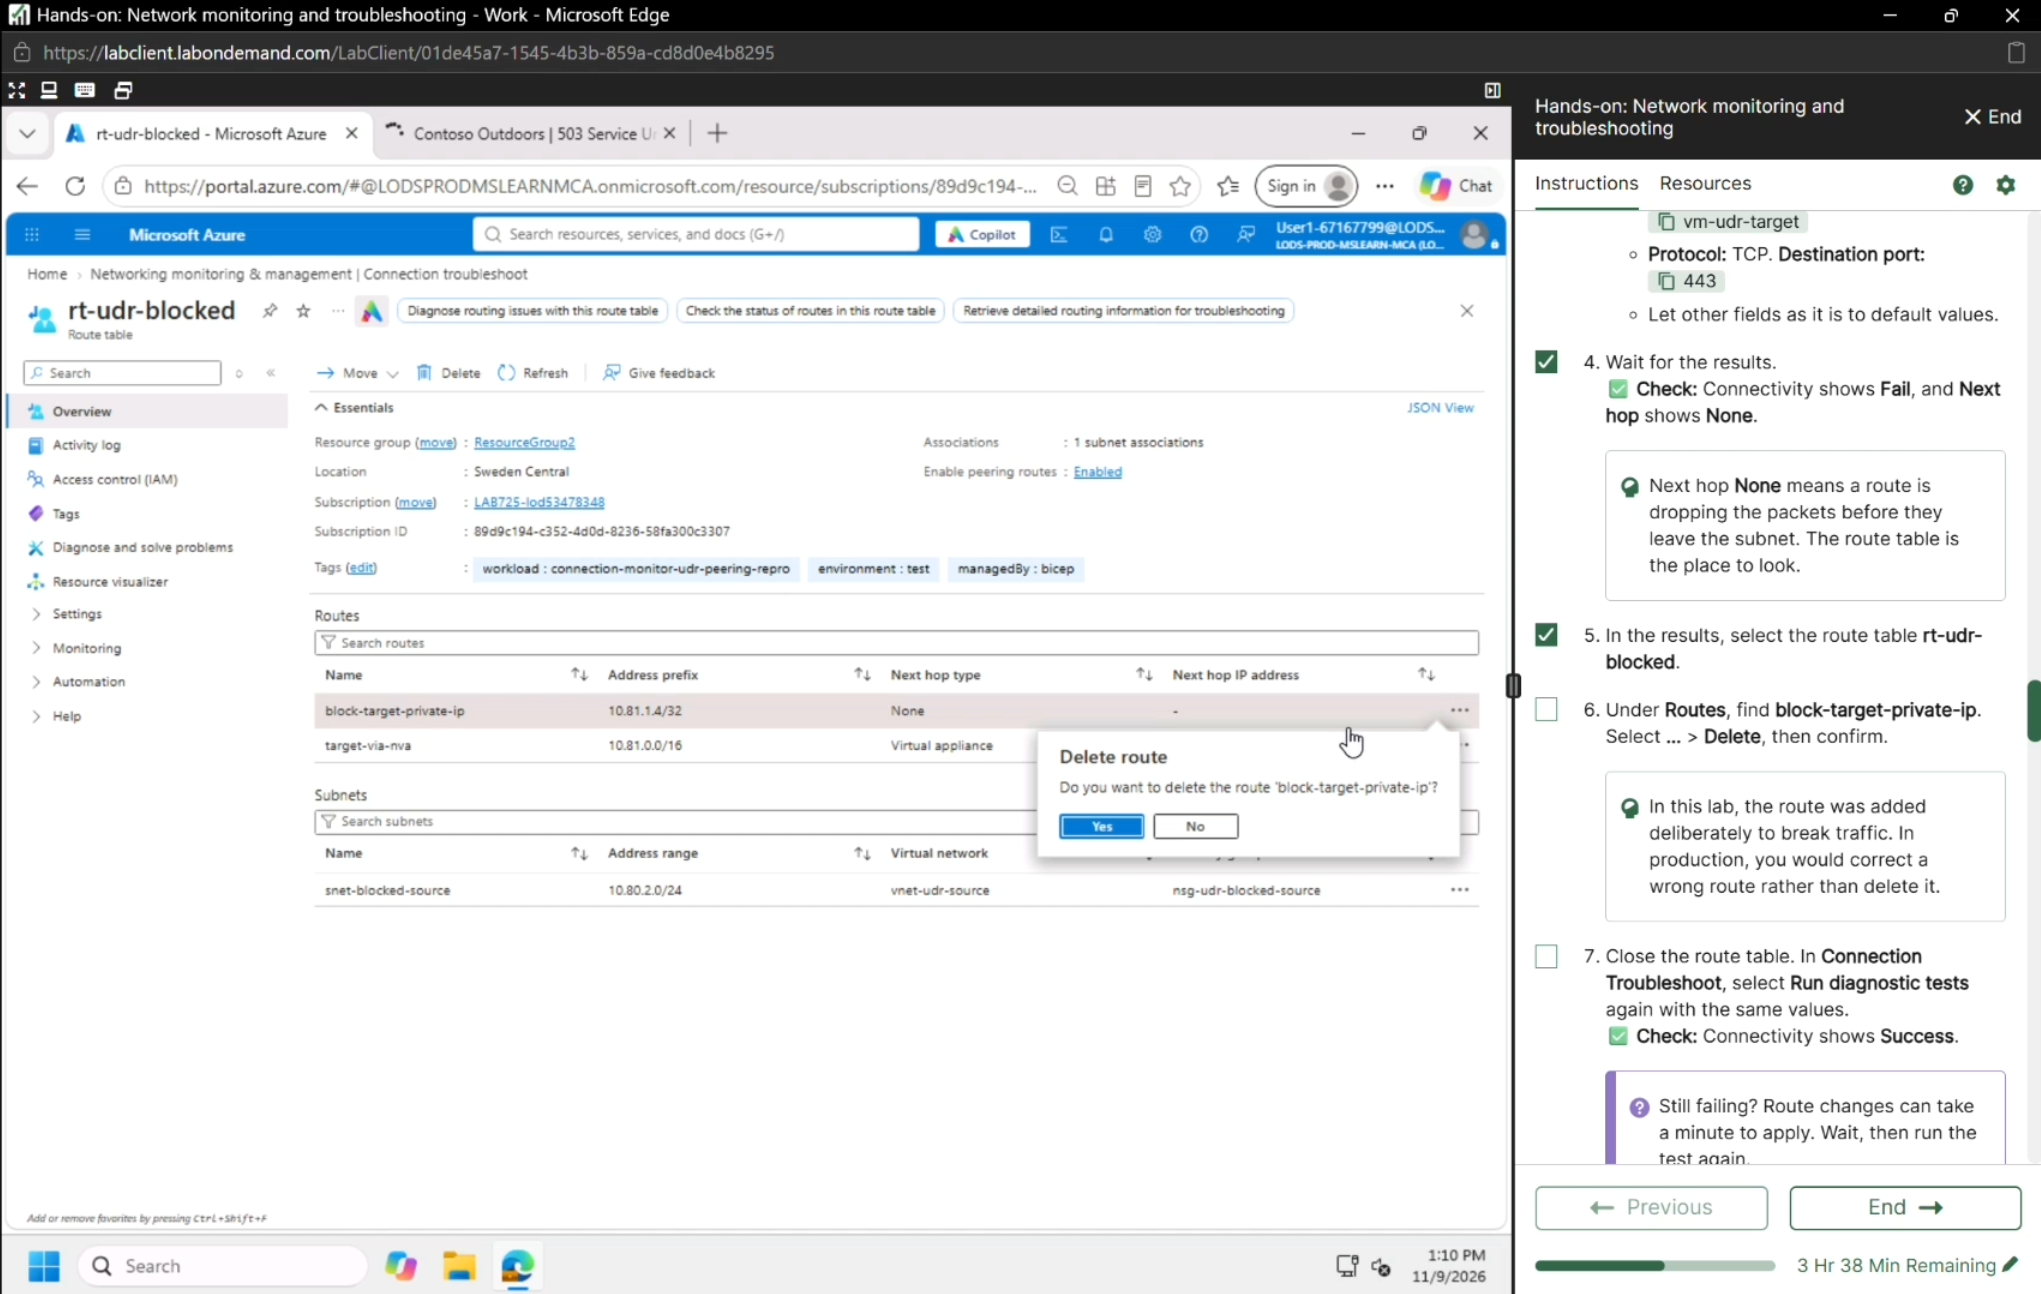 Hands-on: Network monitoring and troubleshooting - Work - Microsoft Edge
https://labclient.labondemand.com/LabClient/01de45a7-1545-4b3b-859a-cd8d0e4b8295
rt-udr-blocked - Microsoft Azure
Contoso Outdoors | 503 Service
https://portal.azure.com/#@LODSPRODMSLEARNMCA.onmicrosoft.com/resource/subscriptions/89d9c194-...
Sign in
Chat
Microsoft Azure
Search resources, services, and docs (G+/)
Copilot
User1-67167799@LODS...
LODS-PROD-MSLEARN-MCA (LO...
Home > Networking monitoring & management | Connection troubleshoot
rt-udr-blocked
Route table
Diagnose routing issues with this route table
Check the status of routes in this route table
Retrieve detailed routing information for troubleshooting
Search
Overview
Activity log
Access control (IAM)
Tags
Diagnose and solve problems
Resource visualizer
Settings
Monitoring
Automation
Help
Move
Delete
Refresh
Give feedback
Essentials
JSON View
Resource group (move) : ResourceGroup2
Location : Sweden Central
Subscription (move) : LAB725-lod53478348
Subscription ID : 89d9c194-c352-4d0d-8236-58fa300c3307
Associations : 1 subnet associations
Enable peering routes : Enabled
Tags (edit) : workload : connection-monitor-udr-peering-repro environment : test managedBy : bicep
Routes
Search routes
Name Address prefix Next hop type Next hop IP address
block-target-private-ip 10.81.1.4/32 None - ...
target-via-nva 10.81.0.0/16 Virtual appliance
Delete route
Do you want to delete the route 'block-target-private-ip'?
Yes
No
Subnets
Search subnets
Name Address range Virtual network
snet-blocked-source 10.80.2.0/24 vnet-udr-source nsg-udr-blocked-source ...
Add or remove favorites by pressing Ctrl+Shift+F
Search
1:10 PM
11/9/2026
Hands-on: Network monitoring and
troubleshooting
End
Instructions
Resources
vm-udr-target
Protocol: TCP. Destination port:
443
Let other fields as it is to default values.
4. Wait for the results.
Check: Connectivity shows Fail, and Next
hop shows None.
Next hop None means a route is
dropping the packets before they
leave the subnet. The route table is
the place to look.
5. In the results, select the route table rt-udr-
blocked.
6. Under Routes, find block-target-private-ip.
Select ... > Delete, then confirm.
In this lab, the route was added
deliberately to break traffic. In
production, you would correct a
wrong route rather than delete it.
7. Close the route table. In Connection
Troubleshoot, select Run diagnostic tests
again with the same values.
Check: Connectivity shows Success.
Still failing? Route changes can take
a minute to apply. Wait, then run the
test again.
Previous
End
3 Hr 38 Min Remaining